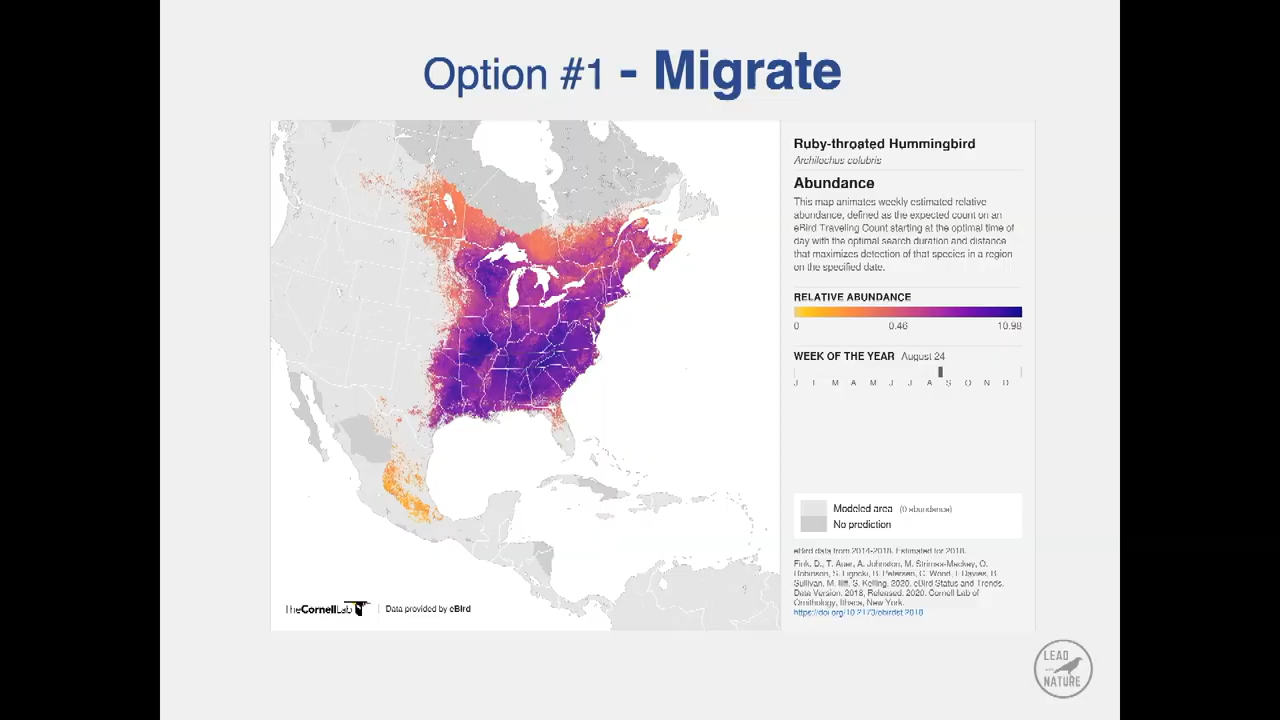 Option #1 - Migrate
Ruby-throated Hummingbird
Archilochus colubris
Abundance
This map animates weekly estimated relative
abundance, defined as the expected count on an
eBird Traveling Count starting at the optimal time of
day with the optimal search duration and distance
that maximizes detection of that species in a region
on the specified date.
RELATIVE ABUNDANCE
0 0.46 10.98
WEEK OF THE YEAR August 24
J F M A M J J A S O N D
Modeled area (0 abundance)
No prediction
eBird data from 2014-2018. Estimated for 2018.
Fink, D., T. Auer, A. Johnston, M. Strimas-Mackey, O.
Robinson, S. Ligocki, B. Petersen, C. Wood, I. Davies, B.
Sullivan, M. Iliff, S. Kelling. 2020. eBird Status and Trends.
Data Version: 2018, Released: 2020. Cornell Lab of
Ornithology, Ithaca, New York.
https://doi.org/10.2173/ebirdst.2018
TheCornellLab Data provided by eBird
LEAD
NATURE